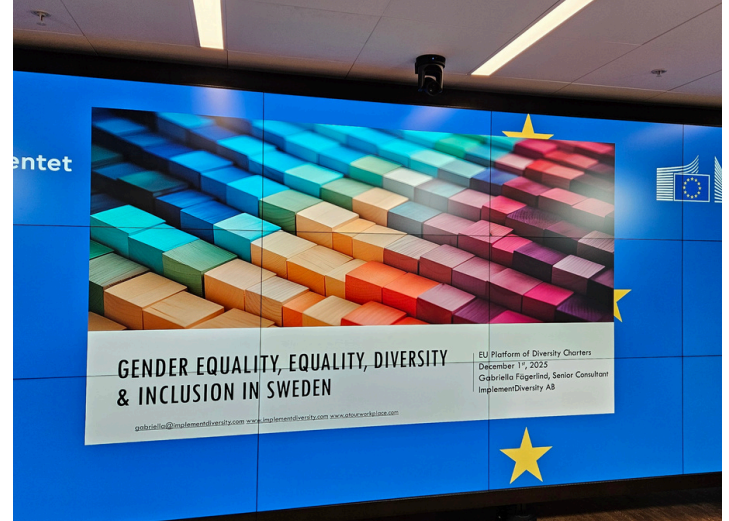 entet
GENDER EQUALITY, EQUALITY, DIVERSITY
& INCLUSION IN SWEDEN
EU Platform of Diversity Charters
December 1st, 2025
Gabriella Fägerlind, Senior Consultant
ImplementDiversity AB
gabriella@implementdiversity.com www.implementdiversity.com www.atourworkplace.com